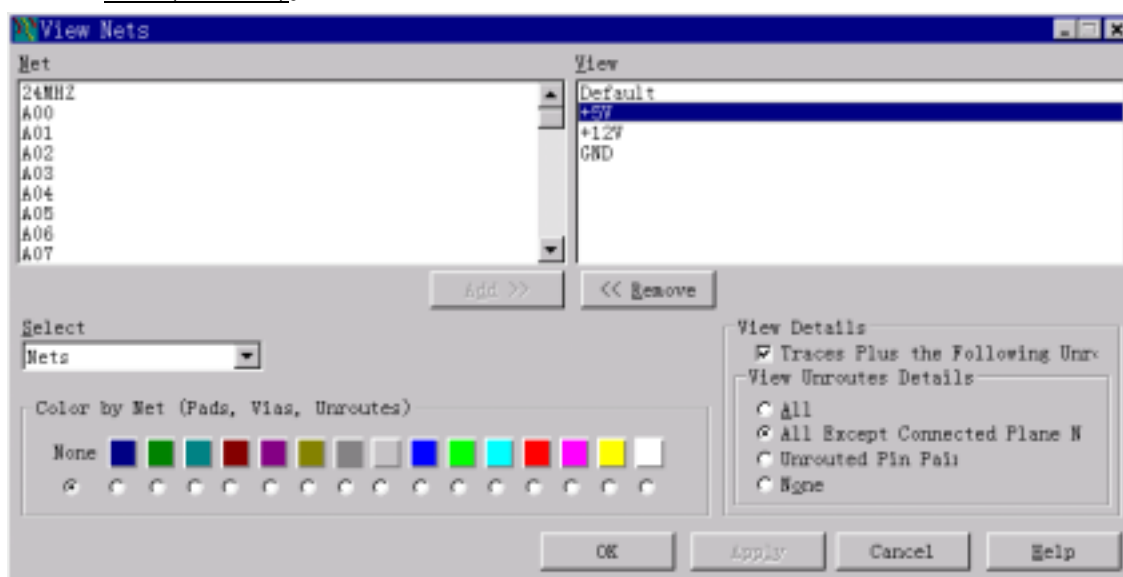 View Nets
Net
View
24MHZ
A00
A01
A02
A03
A04
A05
A06
A07
Default
+5V
+12V
GND
Add >>
<< Remove
Select
Nets
View Details
Traces Plus the Following Unr
View Unroutes Details
All
All Except Connected Plane N
Unrouted Pin Pair
None
Color by Net (Pads, Vias, Unroutes)
None
OK
Apply
Cancel
Help